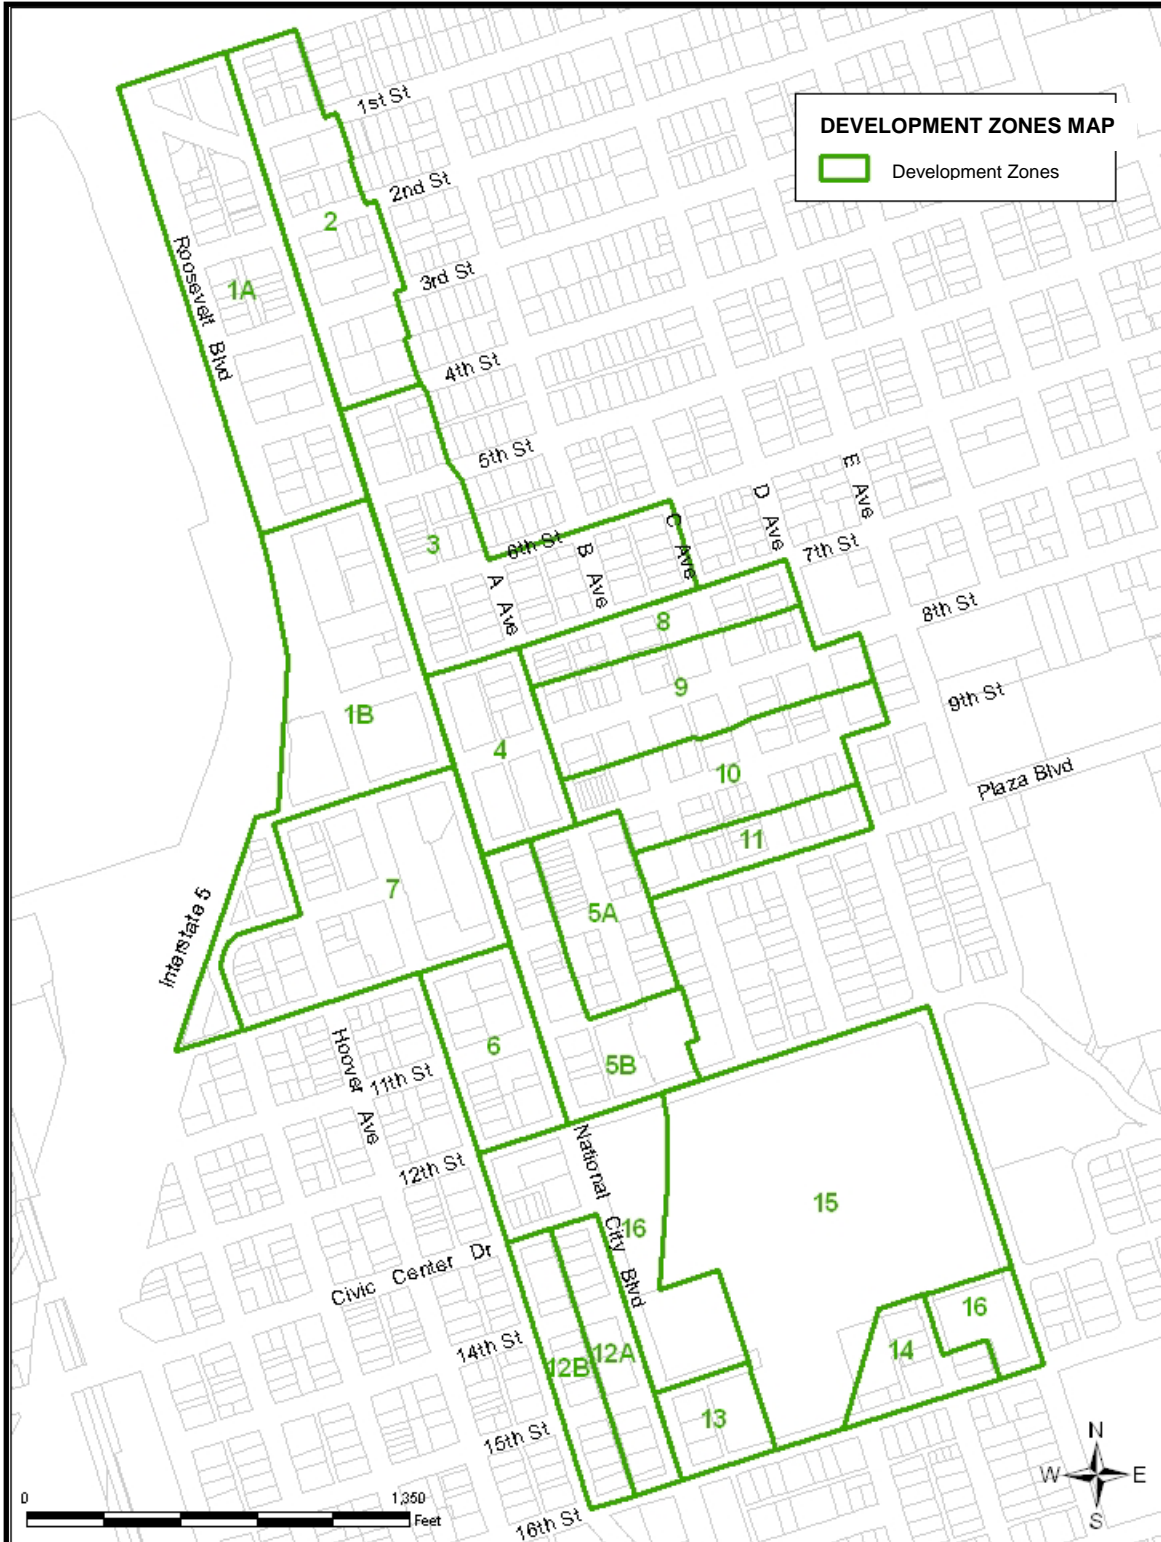 DEVELOPMENT ZONES MAP
Development Zones
1st St
2nd St
2
3rd St
Roosevelt Blvd
1A
4th St
5th St
E Ave
D Ave
C Ave
3
6th St
7th St
B Ave
A Ave
8th St
8
9
9th St
1B
4
10
Plaza Blvd
11
7
5A
Interstate 5
6
5B
Hoover Ave
11th St
12th St
National City Blvd
15
16
Civic Center Dr
16
14th St
12B
12A
14
13
15th St
16th St
N
W
E
S
0
1,350
Feet